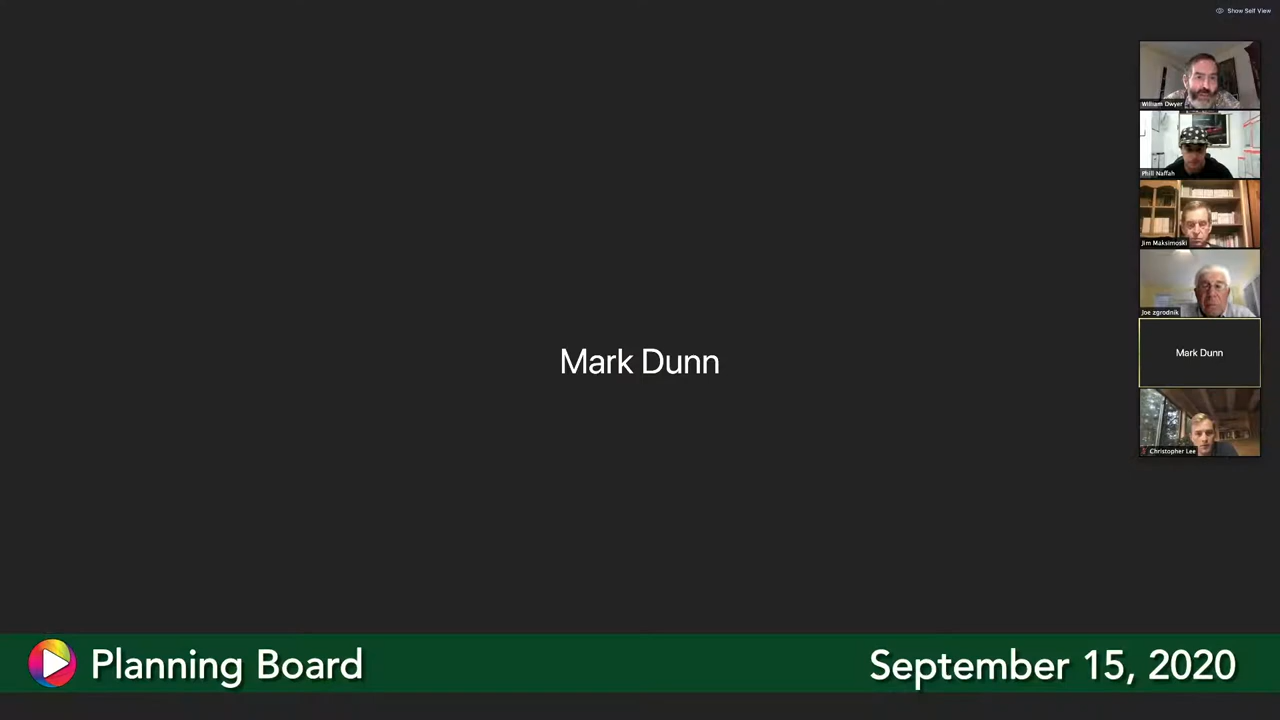 Show Self View
William Dwyer
Phill Naffah
Jim Maksimoski
Joe zgrodnik
Mark Dunn
Mark Dunn
Christopher Lee
Planning Board
September 15, 2020